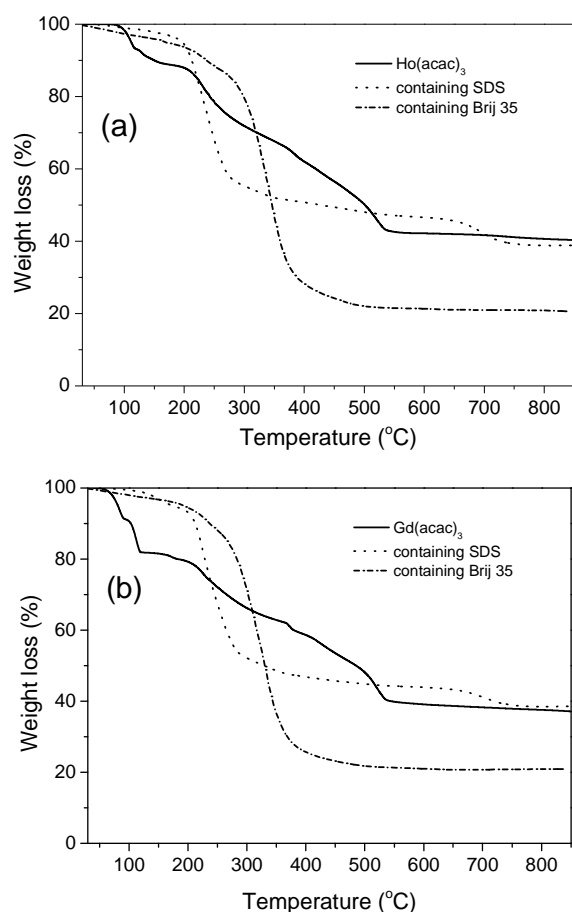 100
80
60
40
20
0
Weight loss (%)
(a)
Ho(acac)3
containing SDS
containing Brij 35
100 200 300 400 500 600 700 800
Temperature (oC)
100
80
60
40
20
0
Weight loss (%)
(b)
Gd(acac)3
containing SDS
containing Brij 35
100 200 300 400 500 600 700 800
Temperature (oC)